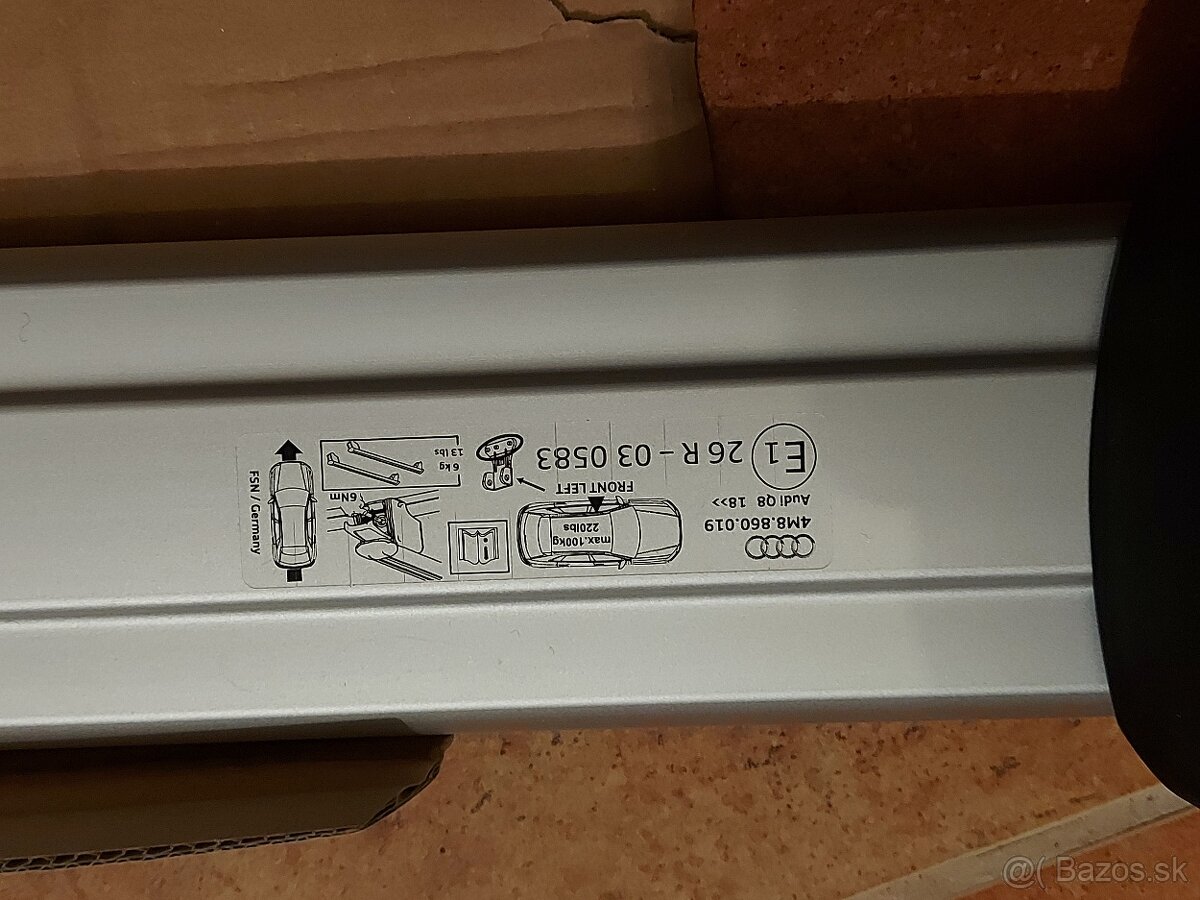 4M8.860.019
Audi Q8 18>>
E1 26 R - 03 0583
max.100kg
220lbs
FRONT LEFT
6Nm
6 kg
13 lbs
FSN / Germany
@( Bazos.sk